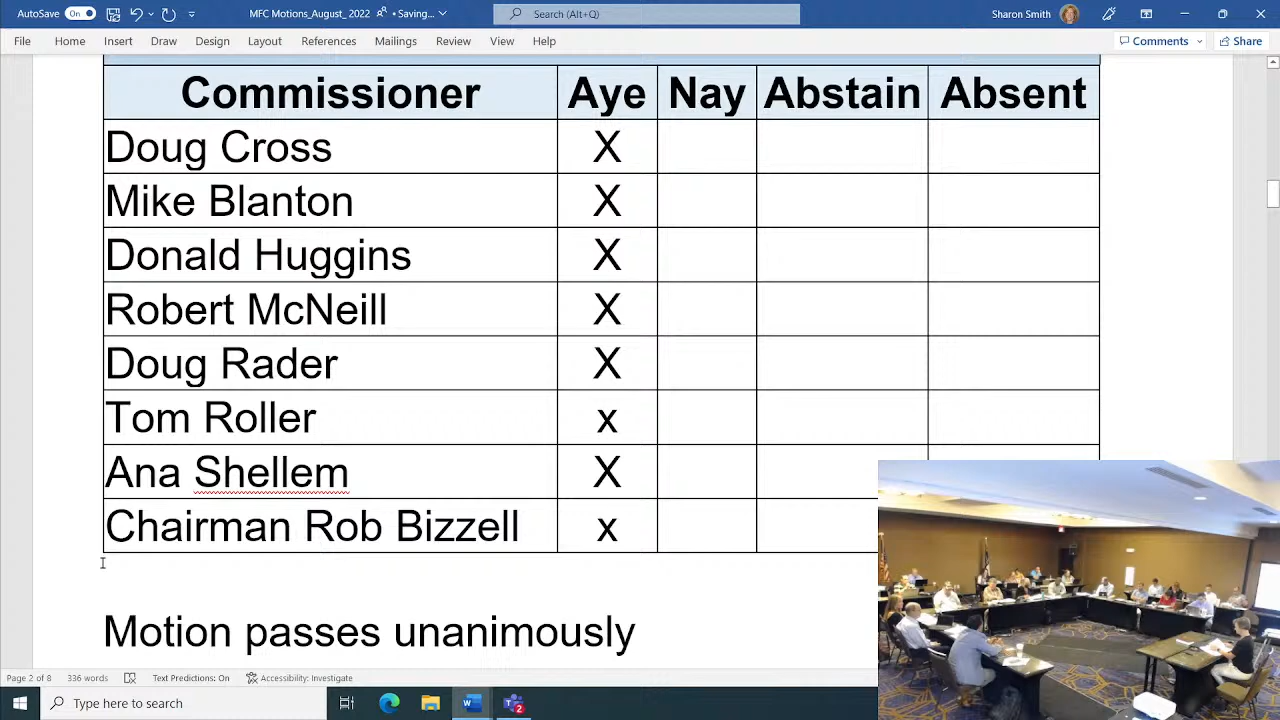 AutoSave On MFC Motions_August_2022 • Saving... Search (Alt+Q) Sharon Smith
File Home Insert Draw Design Layout References Mailings Review View Help Comments Share
Commissioner Aye Nay Abstain Absent
Doug Cross X
Mike Blanton X
Donald Huggins X
Robert McNeill X
Doug Rader X
Tom Roller x
Ana Shellem X
Chairman Rob Bizzell x
Motion passes unanimously
Page 2 of 8 336 words Text Predictions: On Accessibility: Investigate
Type here to search 2